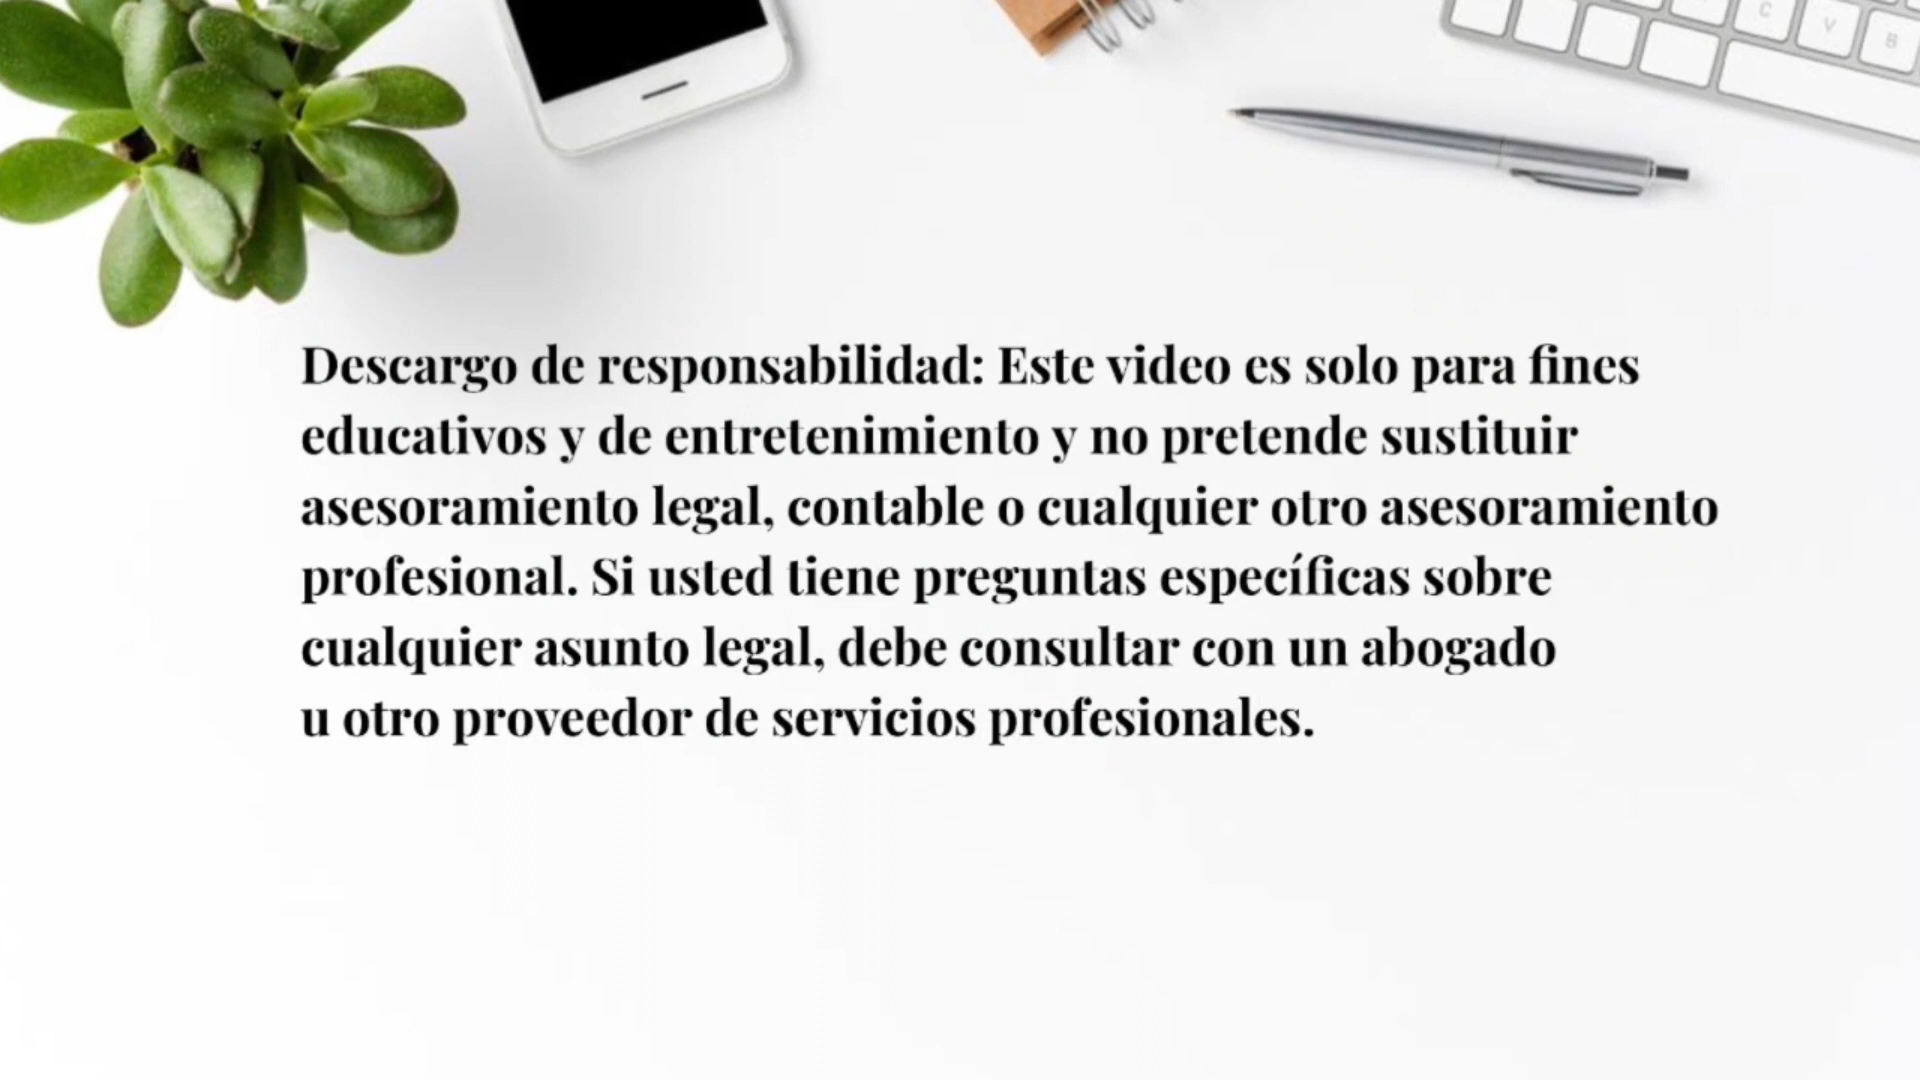 C V B
Descargo de responsabilidad: Este video es solo para fines
educativos y de entretenimiento y no pretende sustituir
asesoramiento legal, contable o cualquier otro asesoramiento
profesional. Si usted tiene preguntas específicas sobre
cualquier asunto legal, debe consultar con un abogado
u otro proveedor de servicios profesionales.